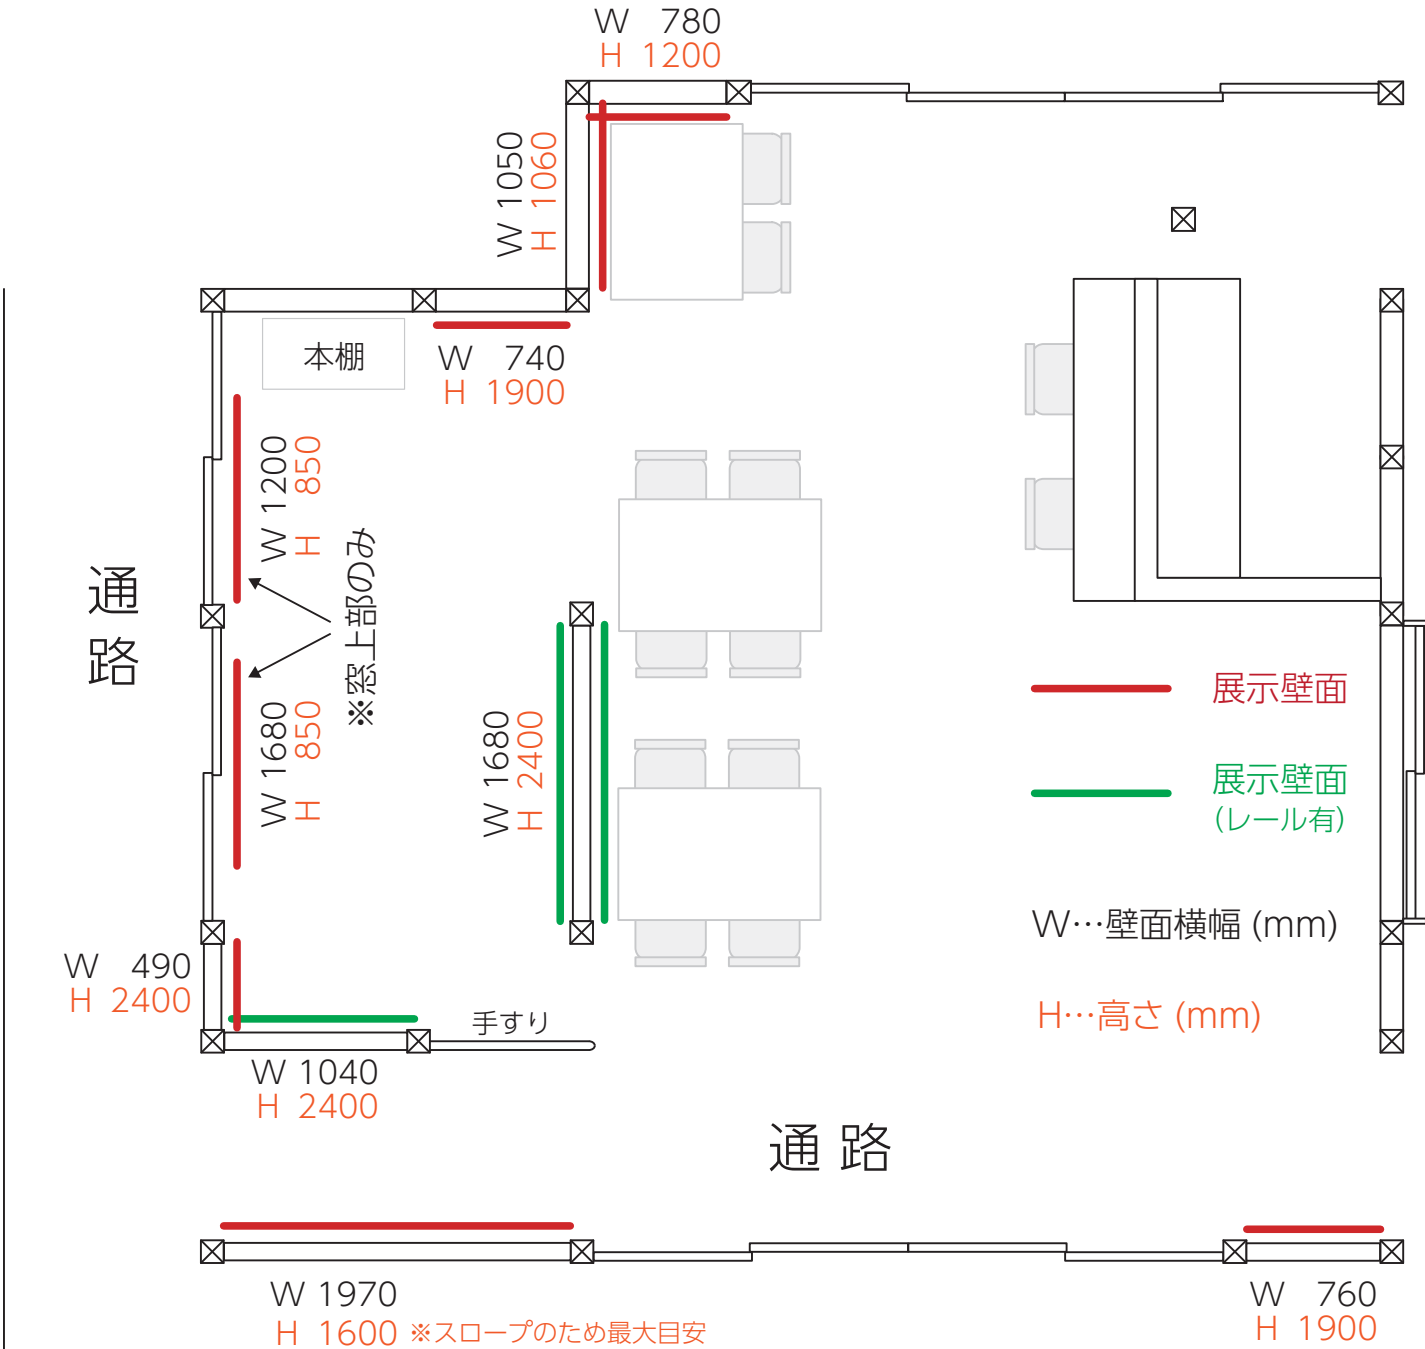 W 780
H 1200
W 1050
H 1060
本棚
W 740
H 1900
W 1200
H 850
※窓上部のみ
通路
W 1680
H 850
W 1680
H 2400
展示壁面
展示壁面
(レール有)
W…壁面横幅 (mm)
H…高さ (mm)
W 490
H 2400
手すり
W 1040
H 2400
通路
W 1970
H 1600 ※スロープのため最大目安
W 760
H 1900